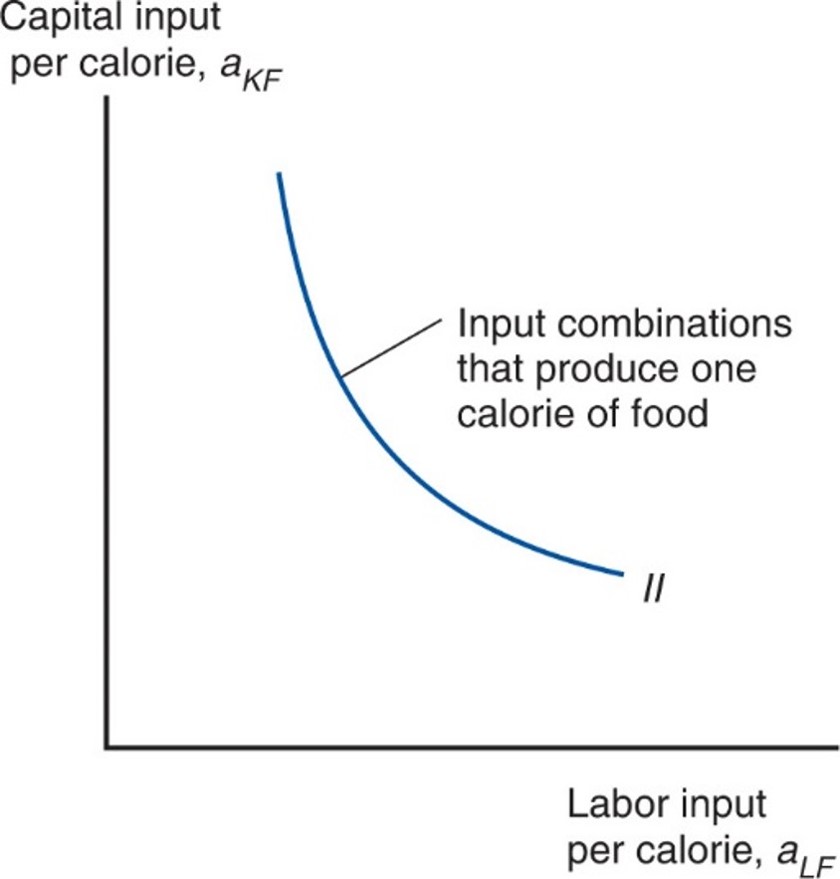 Capital input
per calorie, aKF
Input combinations
that produce one
calorie of food
II
Labor input
per calorie, aLF